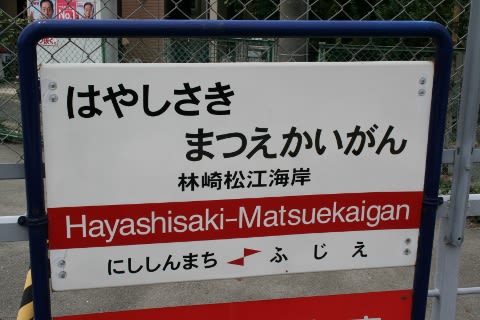 はやしさき
まつえかいがん
林崎松江海岸
Hayashisaki-Matsuekaigan
にししんまち ふじえ